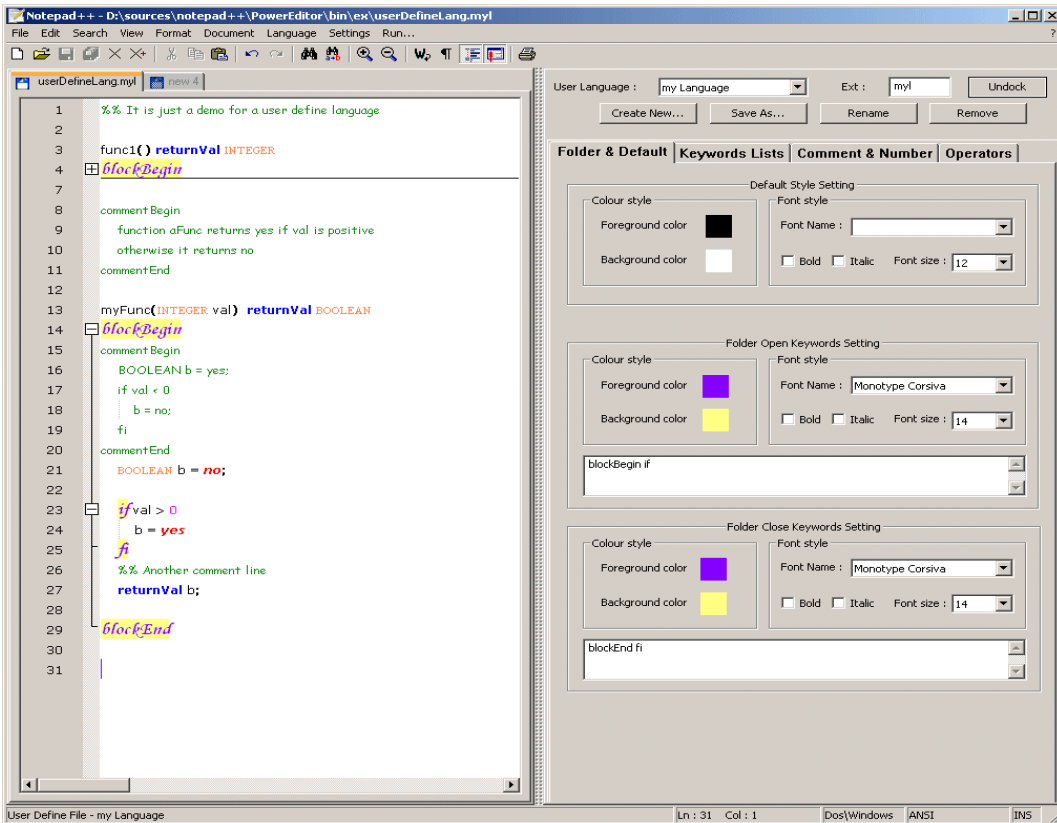 Notepad++ - D:\sources\notepad++\PowerEditor\bin\ex\userDefineLang.myl
File Edit Search View Format Document Language Settings Run... ?
userDefineLang.myl new 4
1 %% It is just a demo for a user define language
2
3 func1() returnVal INTEGER
4 blockBegin
7
8 commentBegin
9 function aFunc returns yes if val is positive
10 otherwise it returns no
11 commentEnd
12
13 myFunc(INTEGER val) returnVal BOOLEAN
14 blockBegin
15 commentBegin
16 BOOLEAN b = yes;
17 if val < 0
18 b = no;
19 fi
20 commentEnd
21 BOOLEAN b = no;
22
23 if val > 0
24 b = yes
25 fi
26 %% Another comment line
27 returnVal b;
28
29 blockEnd
30
31
User Language : my Language Ext : myl Undock
Create New... Save As... Rename Remove
Folder & Default Keywords Lists Comment & Number Operators
Default Style Setting
Colour style Font style
Foreground color Font Name :
Background color Bold Italic Font size : 12
Folder Open Keywords Setting
Colour style Font style
Foreground color Font Name : Monotype Corsiva
Background color Bold Italic Font size : 14
blockBegin if
Folder Close Keywords Setting
Colour style Font style
Foreground color Font Name : Monotype Corsiva
Background color Bold Italic Font size : 14
blockEnd fi
User Define File - my Language Ln : 31 Col : 1 Dos\Windows ANSI INS